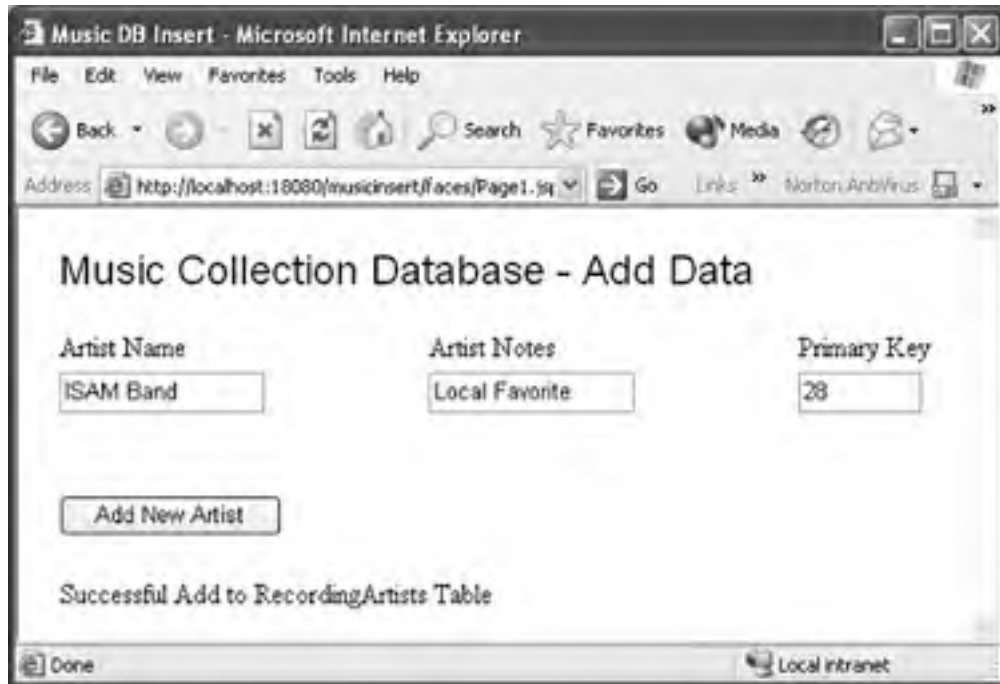 Music DB Insert - Microsoft Internet Explorer
File Edit View Favorites Tools Help
Back Search Favorites Media »
Address http://localhost:18080/musicinsert/faces/Page1.jsp Go Links » Norton AntiVirus
Music Collection Database - Add Data
Artist Name Artist Notes Primary Key
ISAM Band Local Favorite 28
Add New Artist
Successful Add to RecordingArtists Table
Done Local intranet